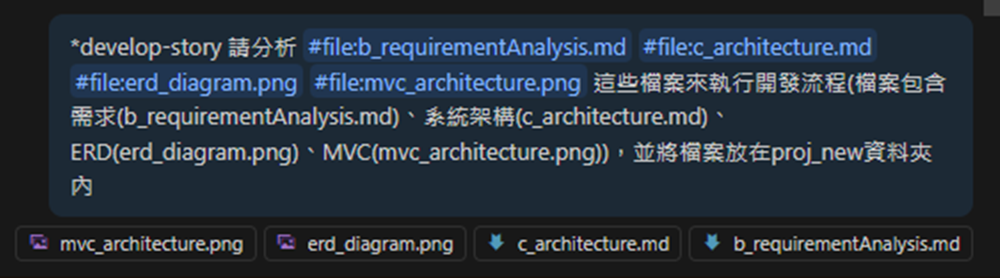 *develop-story 請分析 #file:b_requirementAnalysis.md #file:c_architecture.md
#file:erd_diagram.png #file:mvc_architecture.png 這些檔案來執行開發流程(檔案包含
需求(b_requirementAnalysis.md)、系統架構(c_architecture.md)、
ERD(erd_diagram.png)、MVC(mvc_architecture.png))，並將檔案放在proj_new資料夾
內
mvc_architecture.png erd_diagram.png c_architecture.md b_requirementAnalysis.md